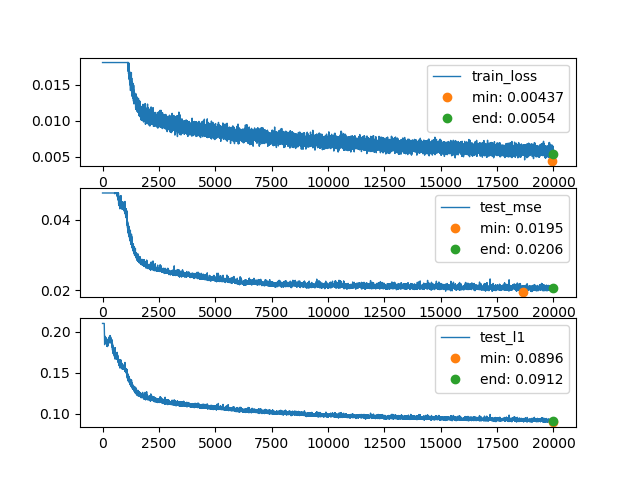 0.015
0.010
0.005
train_loss
min: 0.00437
end: 0.0054
0 2500 5000 7500 10000 12500 15000 17500 20000
0.04
0.02
test_mse
min: 0.0195
end: 0.0206
0 2500 5000 7500 10000 12500 15000 17500 20000
0.20
0.15
0.10
test_l1
min: 0.0896
end: 0.0912
0 2500 5000 7500 10000 12500 15000 17500 20000